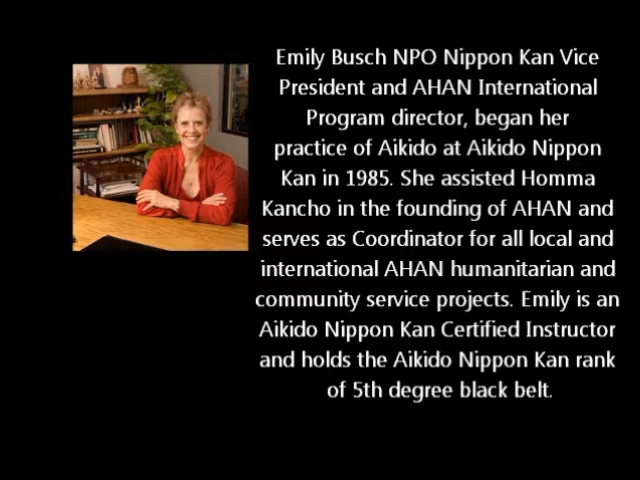 Emily Busch NPO Nippon Kan Vice
President and AHAN International
Program director, began her
practice of Aikido at Aikido Nippon
Kan in 1985. She assisted Homma
Kancho in the founding of AHAN and
serves as Coordinator for all local and
international AHAN humanitarian and
community service projects. Emily is an
Aikido Nippon Kan Certified Instructor
and holds the Aikido Nippon Kan rank
of 5th degree black belt.